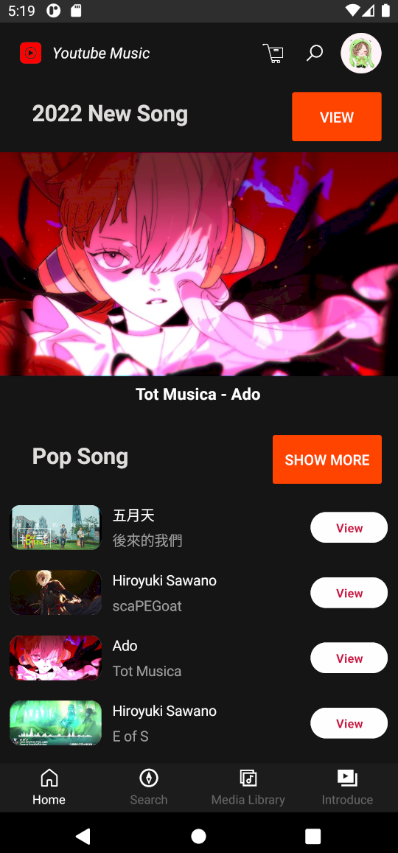 5:19
Youtube Music
2022 New Song
VIEW
Tot Musica - Ado
Pop Song
SHOW MORE
五月天
後來的我們
View
Hiroyuki Sawano
scaPEGoat
View
Ado
Tot Musica
View
Hiroyuki Sawano
E of S
View
Home
Search
Media Library
Introduce